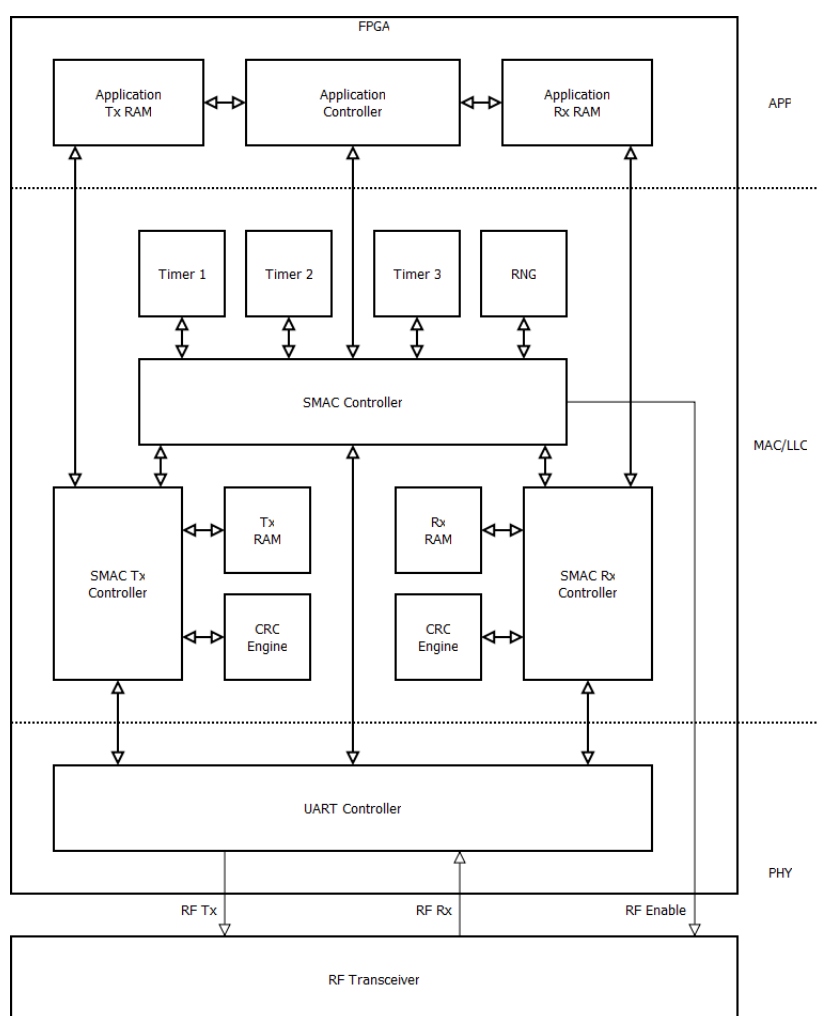 FPGA
Application
Tx RAM
Application
Controller
Application
Rx RAM
APP
Timer 1
Timer 2
Timer 3
RNG
SMAC Controller
MAC/LLC
Tx
RAM
Rx
RAM
SMAC Tx
Controller
SMAC Rx
Controller
CRC
Engine
CRC
Engine
UART Controller
PHY
RF Tx
RF Rx
RF Enable
RF Transceiver